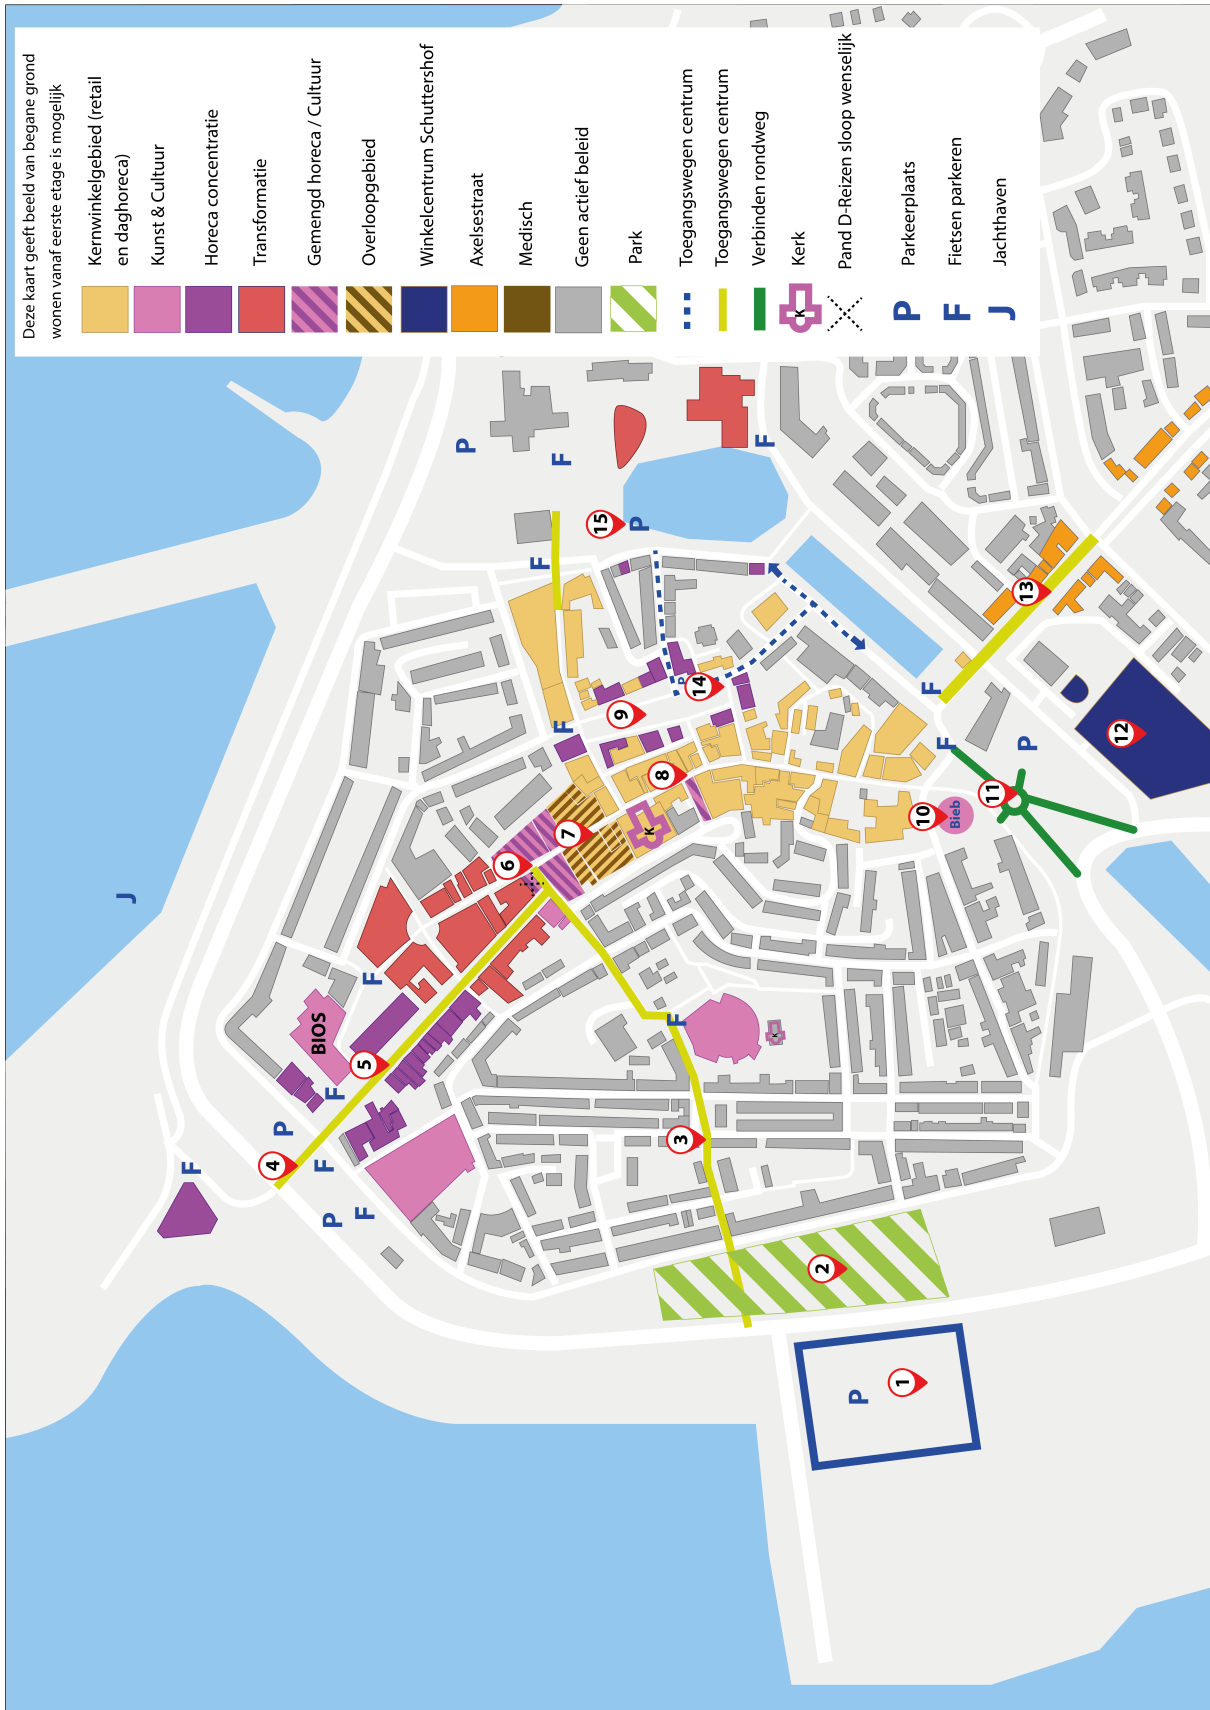 Deze kaart geeft beeld van begane grond
wonen vanaf eerste etage is mogelijk
Kernwinkelgebied (retail
en daghoreca)
Kunst & Cultuur
Horeca concentratie
Transformatie
Gemengd horeca / Cultuur
Overloopgebied
Winkelcentrum Schuttershof
Axelsestraat
Medisch
Geen actief beleid
Park
Toegangswegen centrum
Toegangswegen centrum
Verbinden rondweg
K
Kerk
Pand D-Reizen sloop wenselijk
P
Parkeerplaats
F
Fietsen parkeren
J
Jachthaven
J
F
P
4
F
P
F
F
5
BIOS
F
6
7
K
8
F
9
F
P
F
15
P
F
P
14
3
F
K
2
1
P
10
Bieb
11
F
F
P
12
13